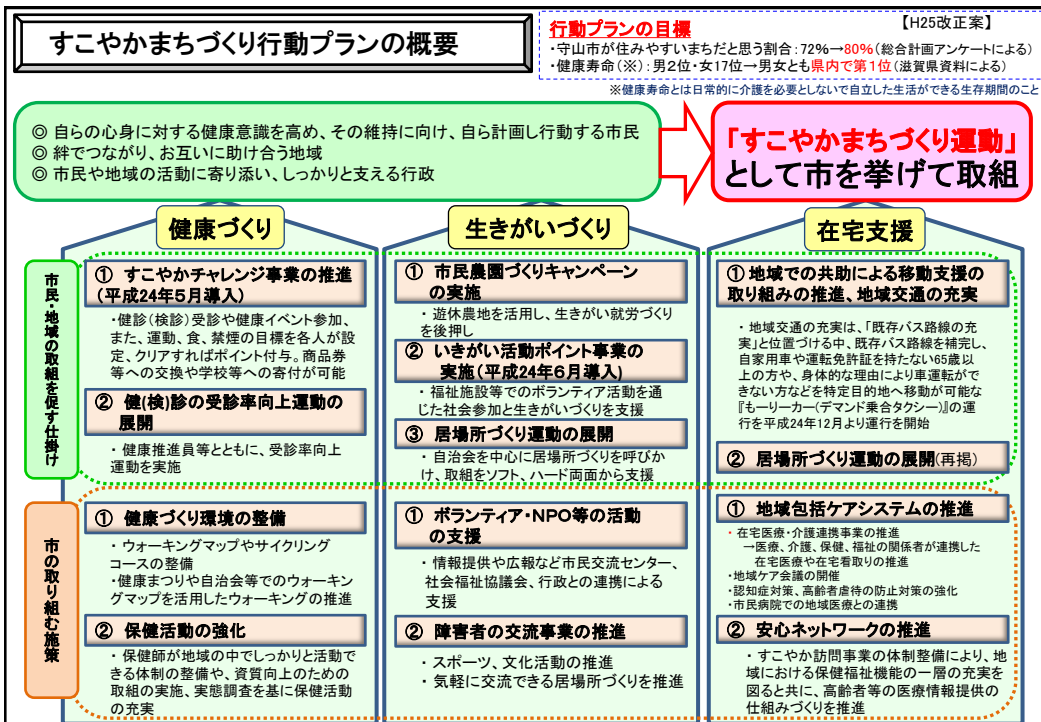 すこやかまちづくり行動プランの概要
行動プランの目標
【H25改正案】
・守山市が住みやすいまちだと思う割合：72%→80%（総合計画アンケートによる）
・健康寿命（※）：男2位・女17位→男女とも県内で第1位（滋賀県資料による）
※健康寿命とは日常的に介護を必要としないで自立した生活ができる生存期間のこと
◎ 自らの心身に対する健康意識を高め、その維持に向け、自ら計画し行動する市民
◎ 絆でつながり、お互いに助け合う地域
◎ 市民や地域の活動に寄り添い、しっかりと支える行政
「すこやかまちづくり運動」
として市を挙げて取組
健康づくり
生きがいづくり
在宅支援
市民・地域の取組を促す仕掛け
① すこやかチャレンジ事業の推進
（平成24年5月導入）
・健診（検診）受診や健康イベント参加、
また、運動、食、禁煙の目標を各人が設
定、クリアすればポイント付与。商品券
等への交換や学校等への寄付が可能
② 健(検)診の受診率向上運動の
展開
・健康推進員等とともに、受診率向上
運動を実施
① 市民農園づくりキャンペーン
の実施
・遊休農地を活用し、生きがい就労づくり
を後押し
② いきがい活動ポイント事業の
実施（平成24年6月導入）
・福祉施設等でのボランティア活動を通
じた社会参加と生きがいづくりを支援
③ 居場所づくり運動の展開
・自治会を中心に居場所づくりを呼びか
け、取組をソフト、ハード両面から支援
①地域での共助による移動支援の
取り組みの推進、地域交通の充実
・地域交通の充実は、「既存バス路線の充
実」と位置づける中、既存バス路線を補完し、
自家用車や運転免許証を持たない65歳以
上の方や、身体的な理由により車運転がで
きない方などを特定目的地へ移動が可能な
『もーりーカー（デマンド乗合タクシー）』の運
行を平成24年12月より運行を開始
② 居場所づくり運動の展開(再掲)
市の取り組む施策
① 健康づくり環境の整備
・ウォーキングマップやサイクリング
コースの整備
・健康まつりや自治会等でのウォーキン
グマップを活用したウォーキングの推進
② 保健活動の強化
・保健師が地域の中でしっかりと活動で
きる体制の整備や、資質向上のための
取組の実施、実態調査を基に保健活動
の充実
① ボランティア・NPO等の活動
の支援
・情報提供や広報など市民交流センター、
社会福祉協議会、行政との連携による
支援
② 障害者の交流事業の推進
・スポーツ、文化活動の推進
・気軽に交流できる居場所づくりを推進
① 地域包括ケアシステムの推進
・在宅医療・介護連携事業の推進
→医療、介護、保健、福祉の関係者が連携した
在宅医療や在宅看取りの推進
・地域ケア会議の開催
・認知症対策、高齢者虐待の防止対策の強化
・市民病院での地域医療との連携
② 安心ネットワークの推進
・すこやか訪問事業の体制整備により、地
域における保健福祉機能の一層の充実を
図ると共に、高齢者等の医療情報提供の
仕組みづくりを推進